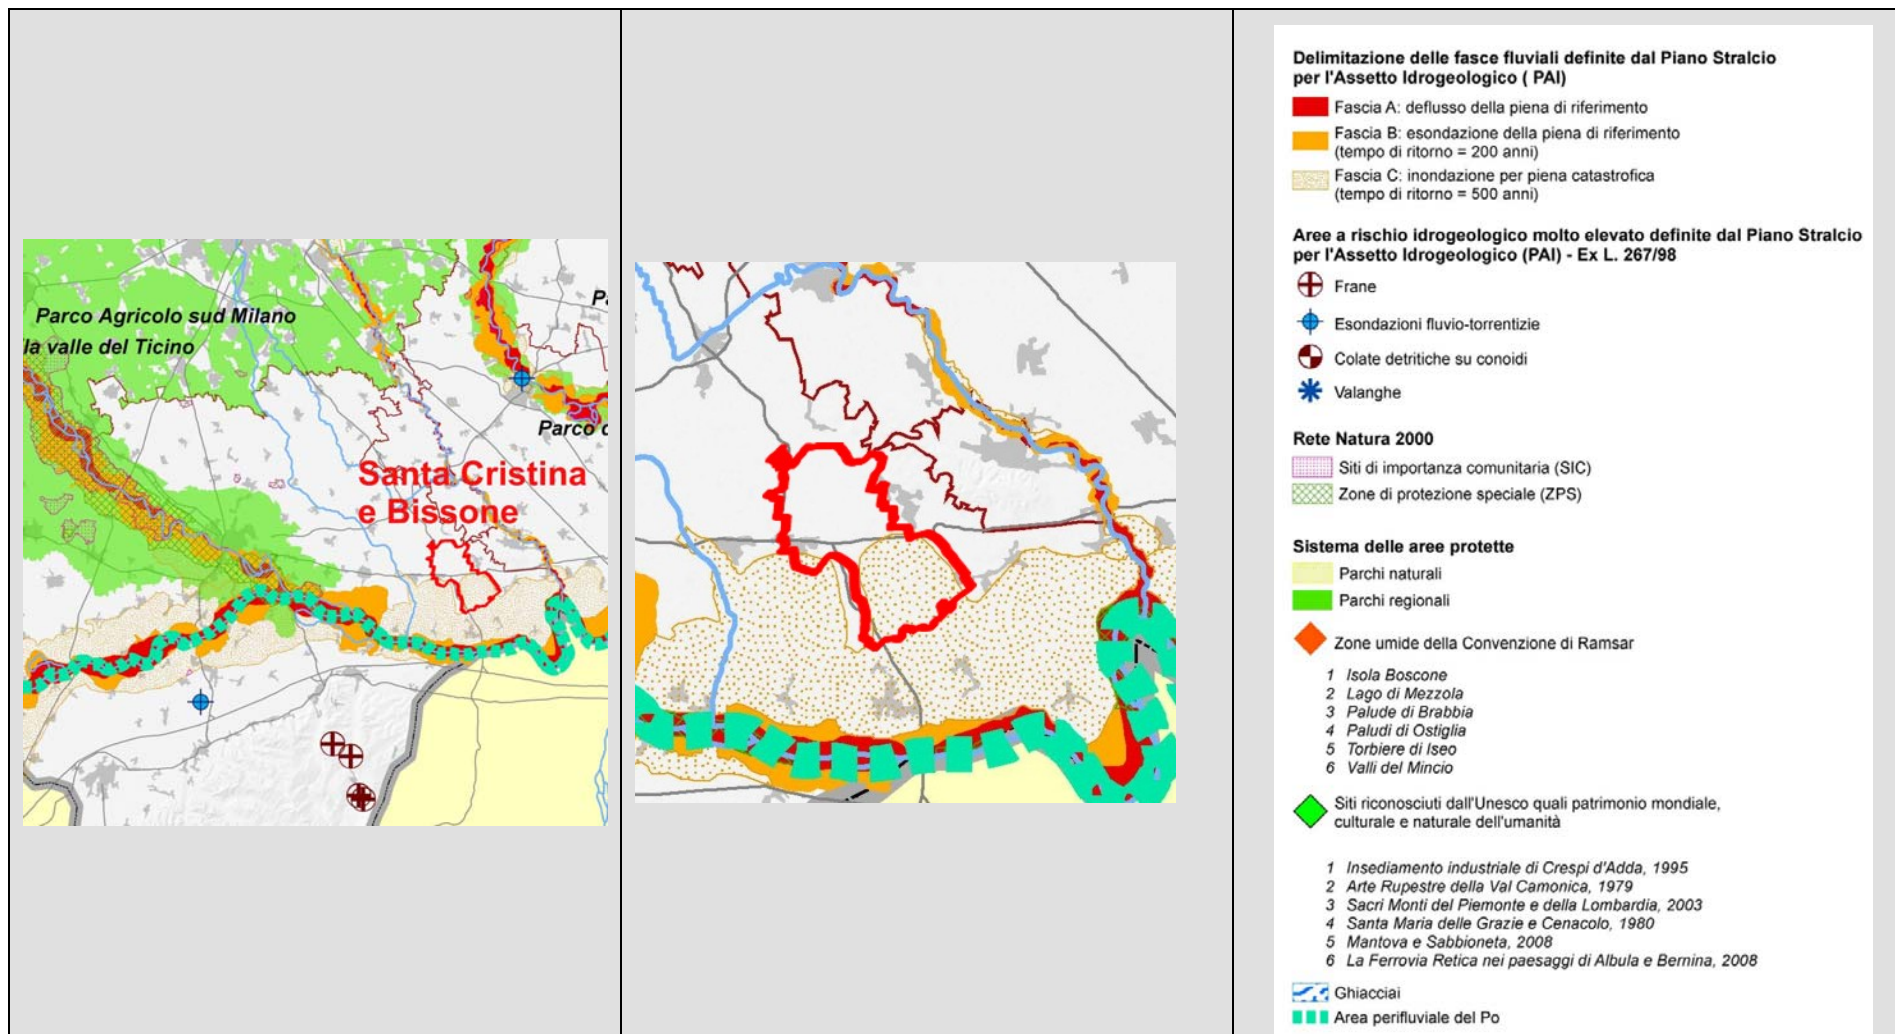 Parco Agricolo sud Milano
la valle del Ticino
Santa Cristina
e Bissone
Delimitazione delle fasce fluviali definite dal Piano Stralcio
per l'Assetto Idrogeologico ( PAI)
Fascia A: deflusso della piena di riferimento
Fascia B: esondazione della piena di riferimento
(tempo di ritorno = 200 anni)
Fascia C: inondazione per piena catastrofica
(tempo di ritorno = 500 anni)
Aree a rischio idrogeologico molto elevato definite dal Piano Stralcio
per l'Assetto Idrogeologico (PAI) - Ex L. 267/98
Frane
Esondazioni fluvio-torrentizie
Colate detritiche su conoidi
Valanghe
Rete Natura 2000
Siti di importanza comunitaria (SIC)
Zone di protezione speciale (ZPS)
Sistema delle aree protette
Parchi naturali
Parchi regionali
Zone umide della Convenzione di Ramsar
1 Isola Boscone
2 Lago di Mezzola
3 Palude di Brabbia
4 Paludi di Ostiglia
5 Torbiere di Iseo
6 Valli del Mincio
Siti riconosciuti dall'Unesco quali patrimonio mondiale,
culturale e naturale dell'umanità
1 Insediamento industriale di Crespi d'Adda, 1995
2 Arte Rupestre della Val Camonica, 1979
3 Sacri Monti del Piemonte e della Lombardia, 2003
4 Santa Maria delle Grazie e Cenacolo, 1980
5 Mantova e Sabbioneta, 2008
6 La Ferrovia Retica nei paesaggi di Albula e Bernina, 2008
Ghiacciai
Area perifluviale del Po